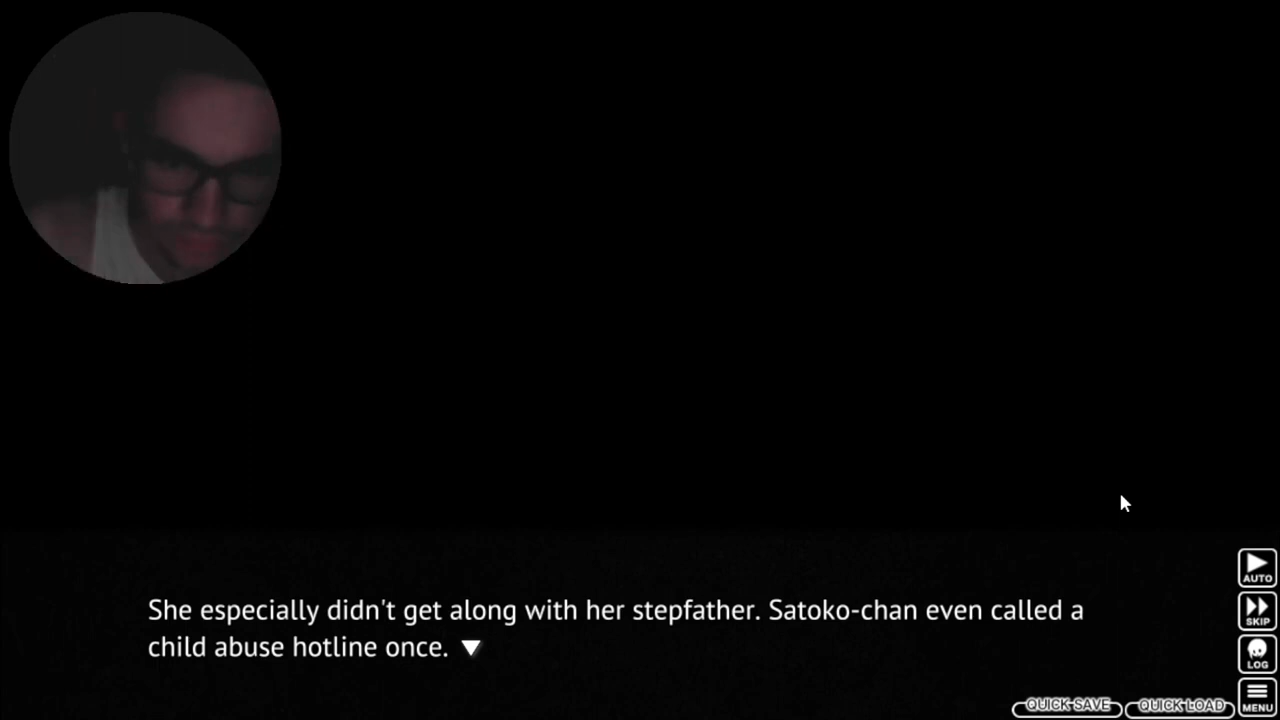 She especially didn't get along with her stepfather. Satoko-chan even called a
child abuse hotline once.
AUTO
SKIP
LOG
MENU
QUICK SAVE
QUICK LOAD